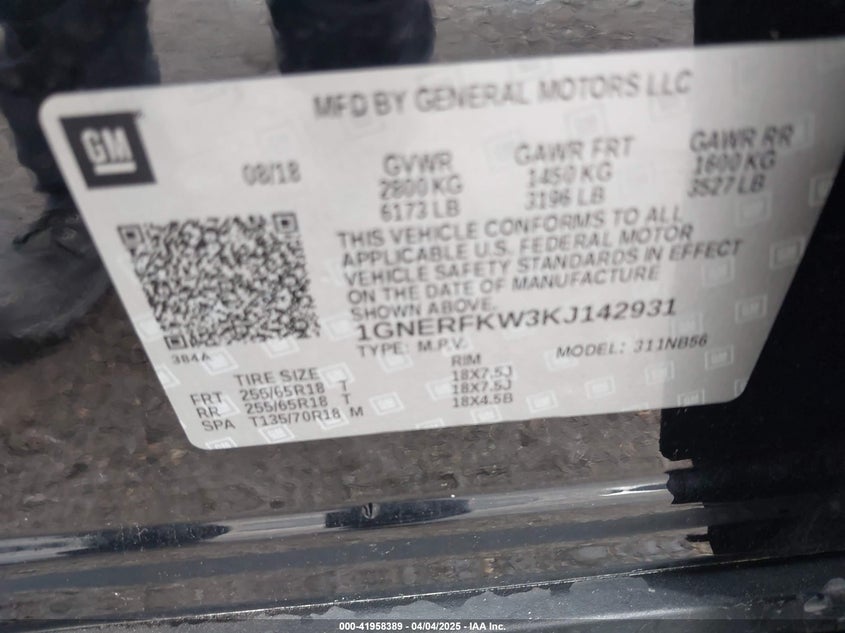 MFD BY GENERAL MOTORS LLC
GM
08/18
GVWR
2800 KG
6173 LB
GAWR FRT
1450 KG
3196 LB
GAWR RR
1600 KG
3527 LB
THIS VEHICLE CONFORMS TO ALL
APPLICABLE U.S. FEDERAL MOTOR
VEHICLE SAFETY STANDARDS IN EFFECT
ON THE DATE OF MANUFACTURE
SHOWN ABOVE.
1GNERFKW3KJ142931
TYPE: M.P.V. MODEL: 311NB56
384A
TIRE SIZE RIM
FRT 255/65R18 T 18X7.5J
RR 255/65R18 T 18X7.5J
SPA T135/70R18 M 18X4.5B
000-41958389 - 04/04/2025 - IAA Inc.